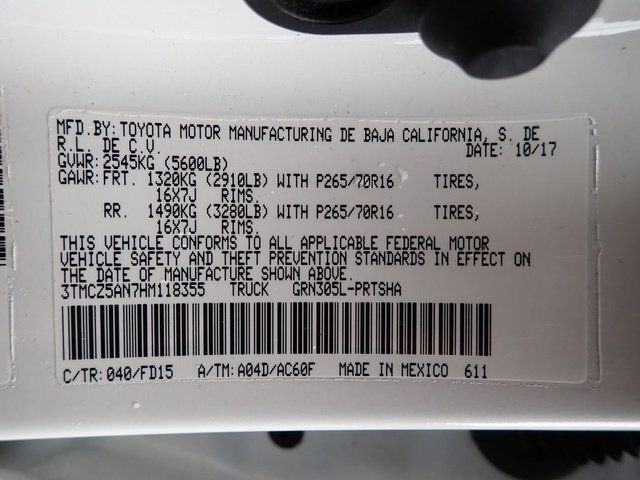 MFD.BY: TOYOTA MOTOR MANUFACTURING DE BAJA CALIFORNIA, S. DE
R.L. DE C.V. DATE: 10/17
GVWR: 2545KG (5600LB)
GAWR: FRT. 1320KG (2910LB) WITH P265/70R16 TIRES,
16X7J RIMS.
RR. 1490KG (3280LB) WITH P265/70R16 TIRES,
16X7J RIMS.
THIS VEHICLE CONFORMS TO ALL APPLICABLE FEDERAL MOTOR
VEHICLE SAFETY AND THEFT PREVENTION STANDARDS IN EFFECT ON
THE DATE OF MANUFACTURE SHOWN ABOVE.
3TMCZ5AN7HM118355 TRUCK GRN305L-PRTSHA
C/TR: 040/FD15 A/TM: A04D/AC60F MADE IN MEXICO 611